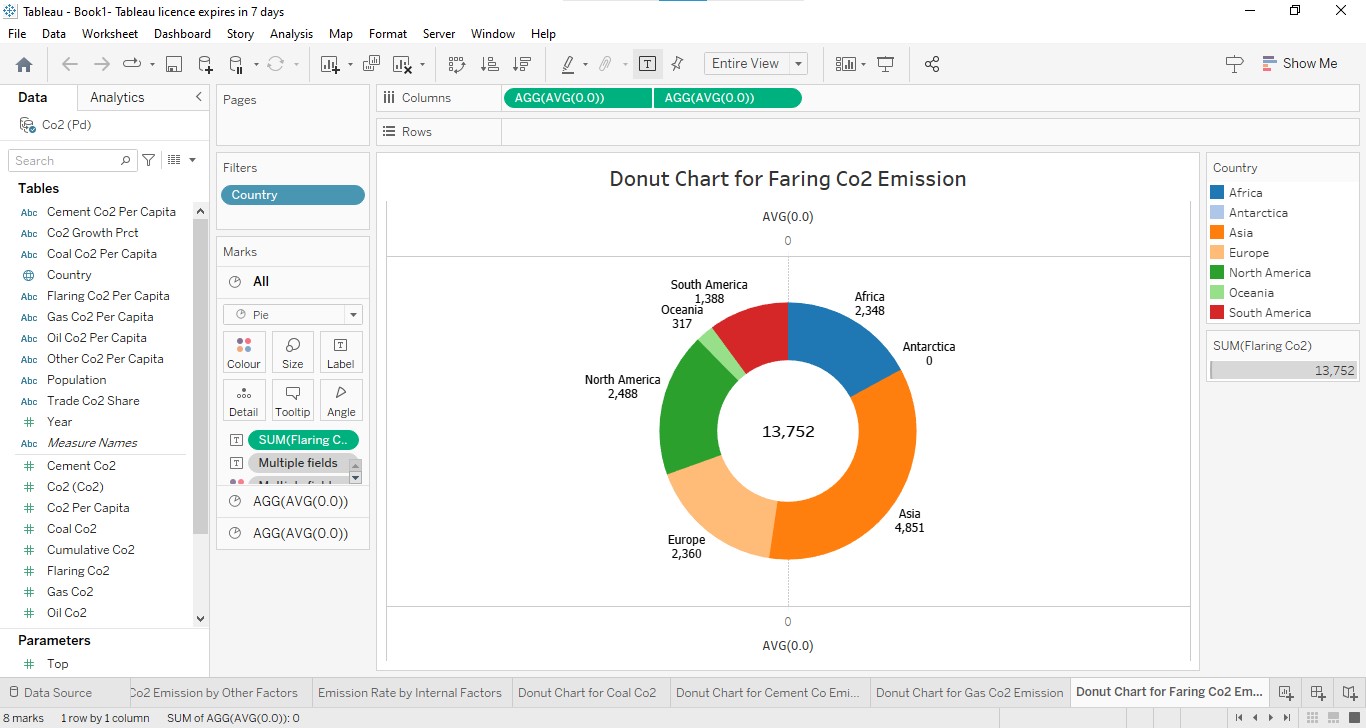 Tableau - Book1- Tableau licence expires in 7 days
File Data Worksheet Dashboard Story Analysis Map Format Server Window Help
Entire View
Show Me
Data Analytics
Co2 (Pd)
Search
Tables
Abc Cement Co2 Per Capita
Abc Co2 Growth Prct
Abc Coal Co2 Per Capita
Country
Abc Flaring Co2 Per Capita
Abc Gas Co2 Per Capita
Abc Oil Co2 Per Capita
Abc Other Co2 Per Capita
Abc Population
Abc Trade Co2 Share
# Year
Abc Measure Names
# Cement Co2
# Co2 (Co2)
# Co2 Per Capita
# Coal Co2
# Cumulative Co2
# Flaring Co2
# Gas Co2
# Oil Co2
Parameters
# Top
Pages
Filters
Country
Marks
All
Pie
Colour Size Label
Detail Tooltip Angle
SUM(Flaring C..
Multiple fields
AGG(AVG(0.0))
AGG(AVG(0.0))
Columns AGG(AVG(0.0)) AGG(AVG(0.0))
Rows
Donut Chart for Faring Co2 Emission
AVG(0.0)
0
South America
1,388
Oceania
317
Africa
2,348
Antarctica
0
North America
2,488
13,752
Asia
4,851
Europe
2,360
0
AVG(0.0)
Country
Africa
Antarctica
Asia
Europe
North America
Oceania
South America
SUM(Flaring Co2)
13,752
Data Source Co2 Emission by Other Factors Emission Rate by Internal Factors Donut Chart for Coal Co2 Donut Chart for Cement Co Emi... Donut Chart for Gas Co2 Emission Donut Chart for Faring Co2 Em...
8 marks 1 row by 1 column SUM of AGG(AVG(0.0)): 0